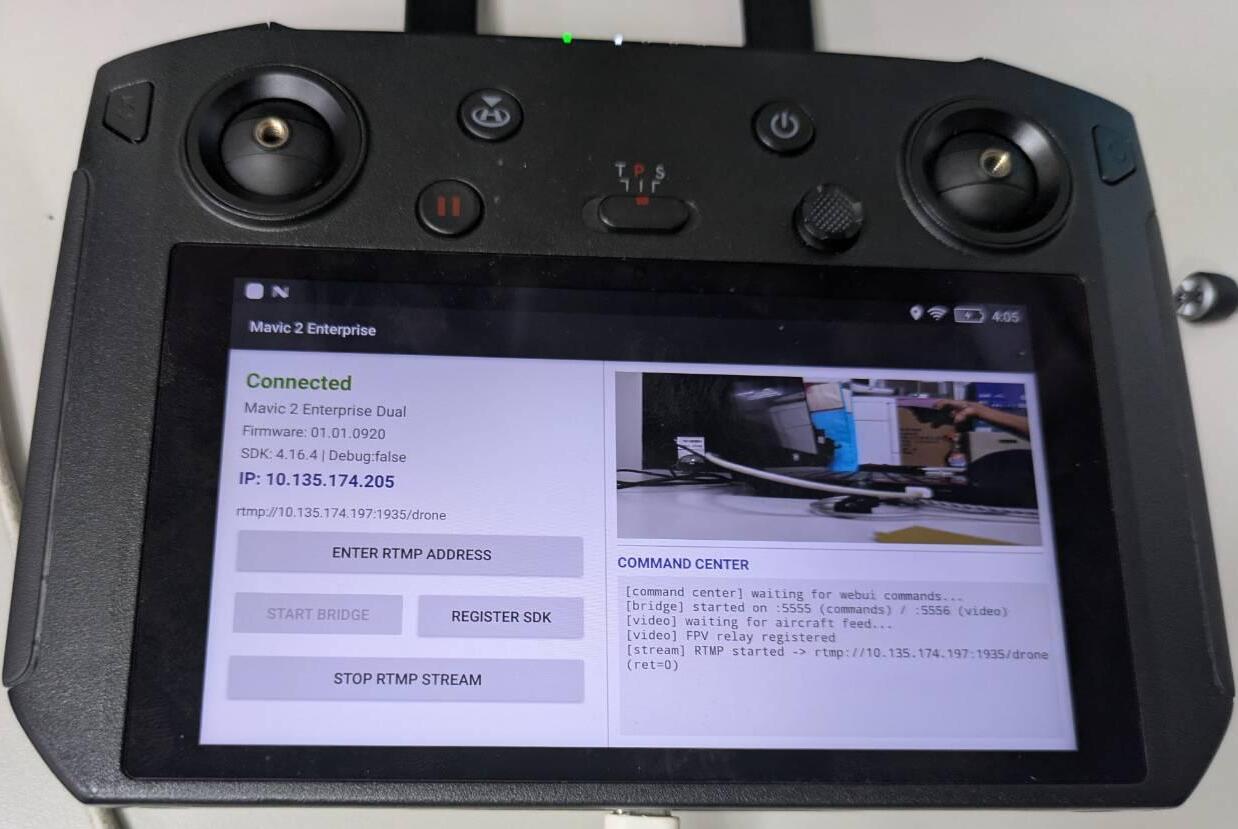 T P S
4:05
Mavic 2 Enterprise
Connected
Mavic 2 Enterprise Dual
Firmware: 01.01.0920
SDK: 4.16.4 | Debug:false
IP: 10.135.174.205
rtmp://10.135.174.197:1935/drone
ENTER RTMP ADDRESS
START BRIDGE
REGISTER SDK
STOP RTMP STREAM
COMMAND CENTER
[command center] waiting for webui commands...
[bridge] started on :5555 (commands) / :5556 (video)
[video] waiting for aircraft feed...
[video] FPV relay registered
[stream] RTMP started -> rtmp://10.135.174.197:1935/drone
(ret=0)